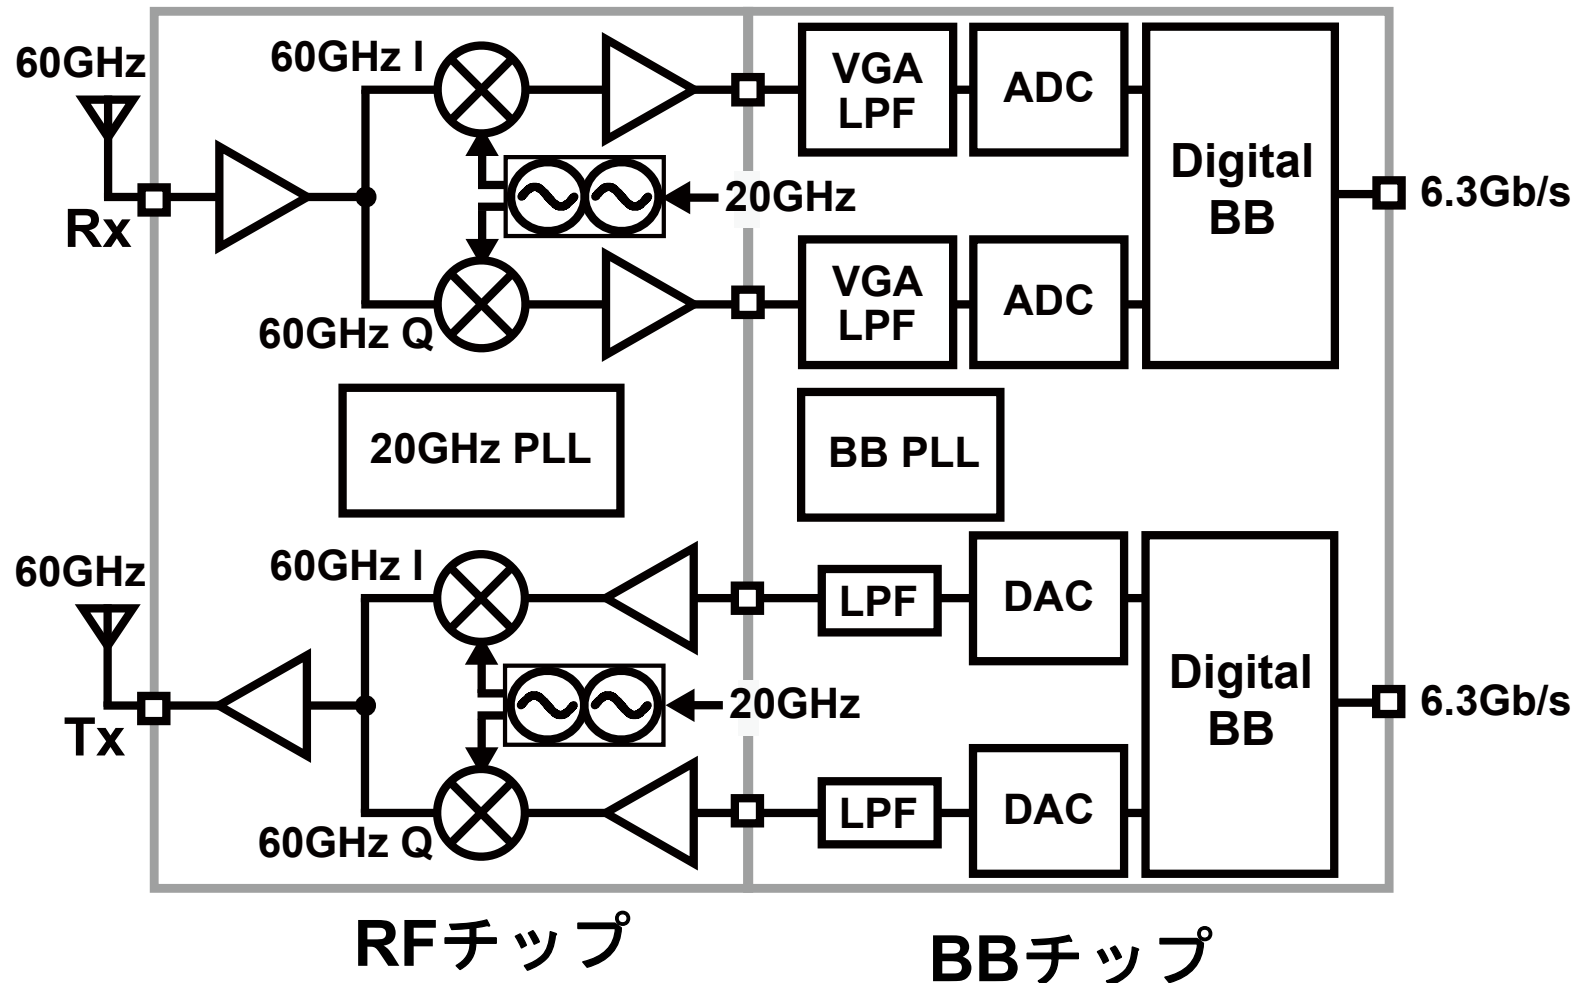 60GHz
Rx
60GHz I
60GHz Q
20GHz
VGA
LPF
ADC
VGA
LPF
ADC
Digital
BB
6.3Gb/s
20GHz PLL
BB PLL
60GHz
Tx
60GHz I
60GHz Q
20GHz
LPF
DAC
LPF
DAC
Digital
BB
6.3Gb/s
RFチップ
BBチップ